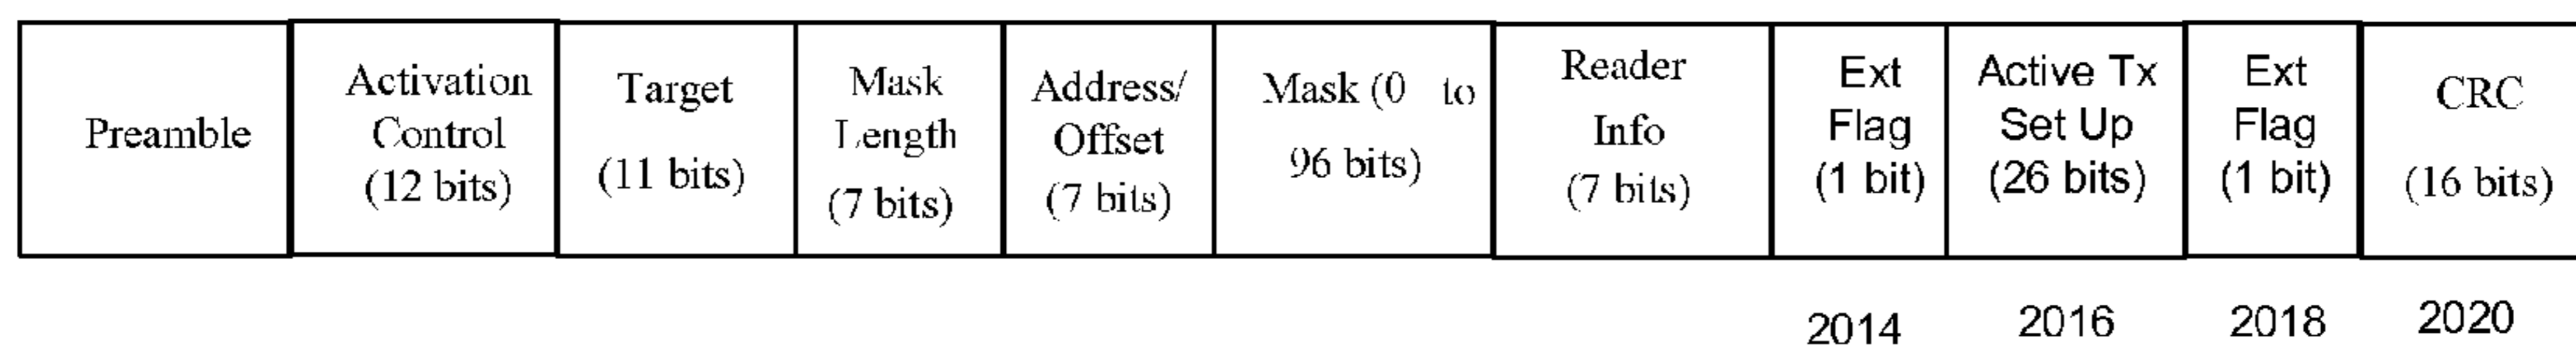 Preamble
Activation
Control
(12 bits)
Target
(11 bits)
Mask
Length
(7 bits)
Address/
Offset
(7 bits)
Mask (0 to
96 bits)
Reader
Info
(7 bits)
Ext
Flag
(1 bit)
Active Tx
Set Up
(26 bits)
Ext
Flag
(1 bit)
CRC
(16 bits)
2014
2016
2018
2020